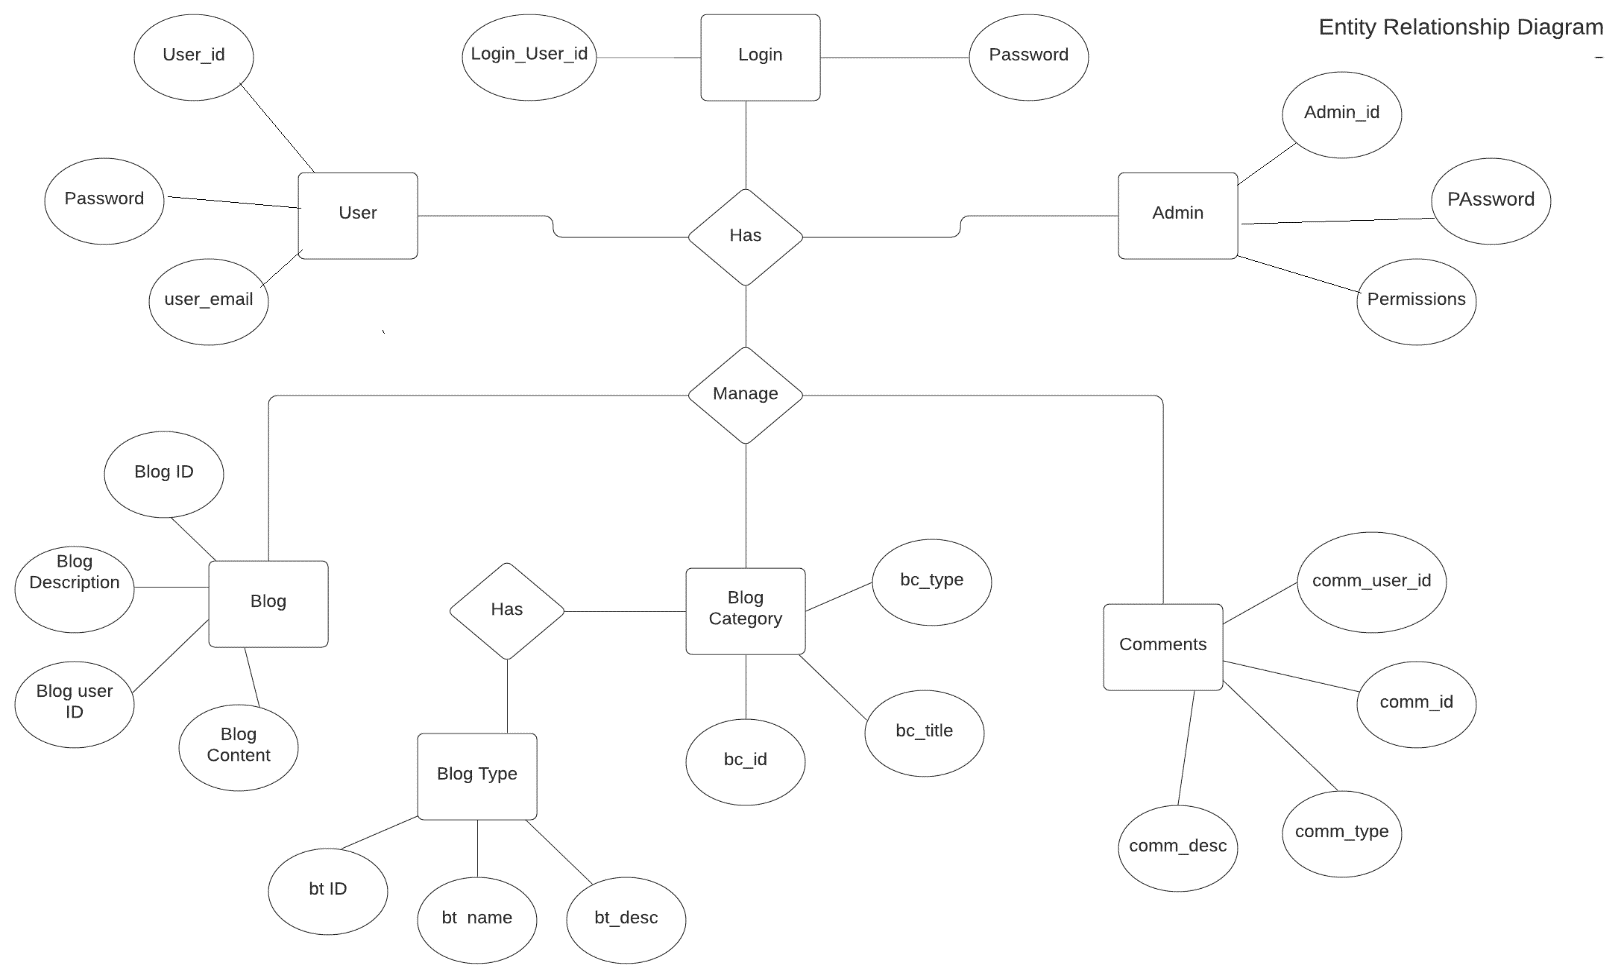 Entity Relationship Diagram
User_id
Login_User_id
Login
Password
Admin_id
Password
User
Has
Admin
PAssword
user_email
Permissions
Manage
Blog ID
Blog
Description
Blog
Blog user
ID
Blog
Content
Has
Blog
Category
bc_type
bc_title
bc_id
Comments
comm_user_id
comm_id
comm_type
comm_desc
Blog Type
bt ID
bt  name
bt_desc